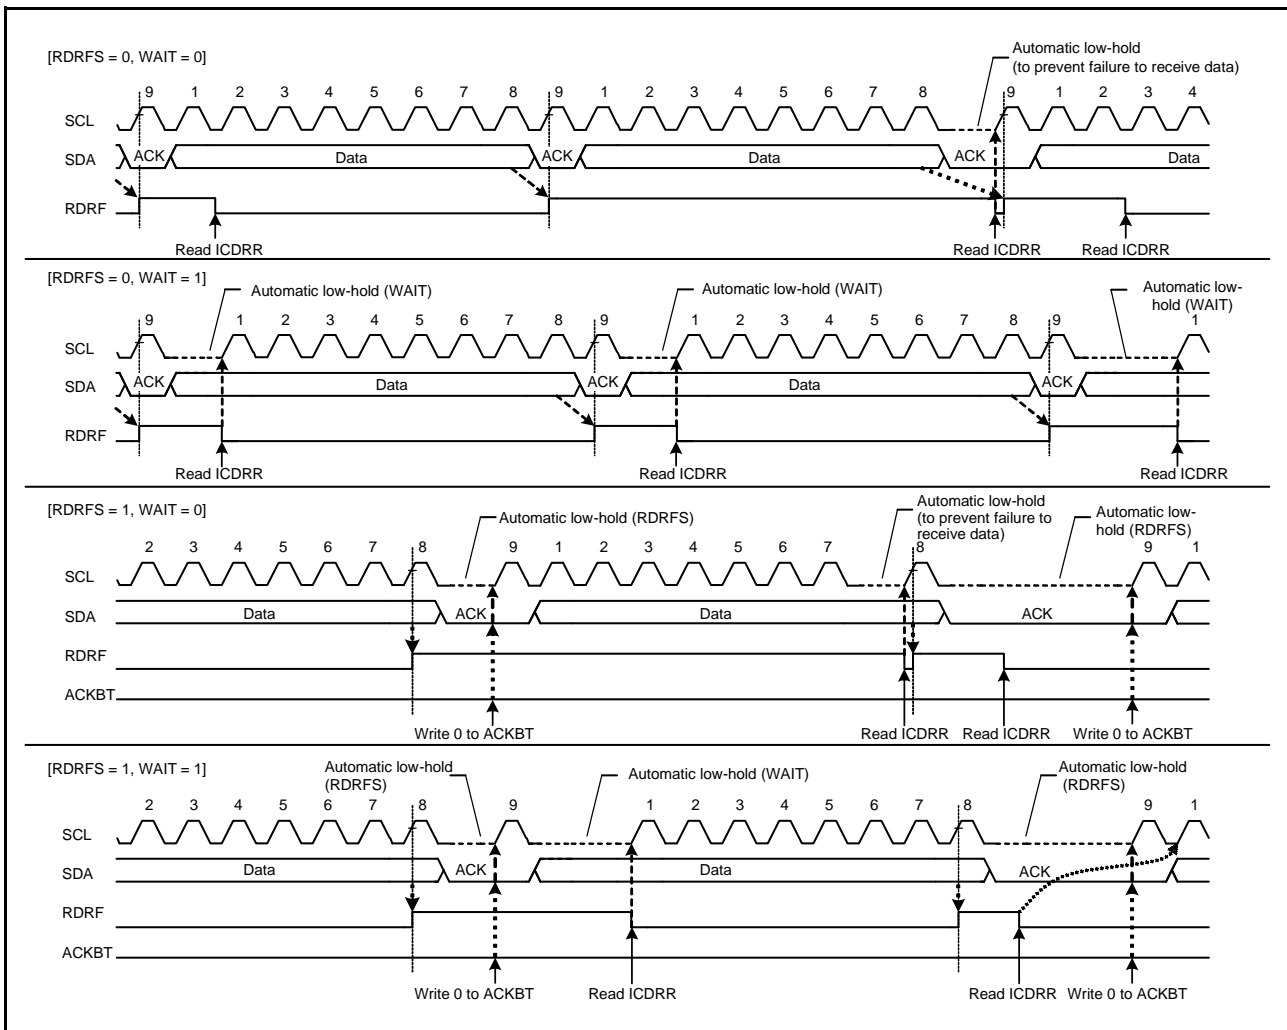 [RDRFS = 0, WAIT = 0]
Automatic low-hold
(to prevent failure to receive data)
9 1 2 3 4 5 6 7 8 9 1 2 3 4 5 6 7 8 9 1 2 3 4
SCL
SDA ACK Data ACK Data ACK Data
RDRF
Read ICDRR Read ICDRR Read ICDRR
[RDRFS = 0, WAIT = 1]
Automatic low-hold (WAIT) Automatic low-hold (WAIT) Automatic low-
hold (WAIT)
9 1 2 3 4 5 6 7 8 9 1 2 3 4 5 6 7 8 9 1
SCL
SDA ACK Data ACK Data ACK
RDRF
Read ICDRR Read ICDRR Read ICDRR
[RDRFS = 1, WAIT = 0]
Automatic low-hold (RDRFS)
Automatic low-hold
(to prevent failure to
receive data)
Automatic low-
hold (RDRFS)
2 3 4 5 6 7 8 9 1 2 3 4 5 6 7 8 9 1
SCL
SDA Data ACK Data ACK
RDRF
ACKBT
Write 0 to ACKBT Read ICDRR Read ICDRR Write 0 to ACKBT
[RDRFS = 1, WAIT = 1]
Automatic low-hold
(RDRFS)
Automatic low-hold (WAIT)
Automatic low-hold
(RDRFS)
2 3 4 5 6 7 8 9 1 2 3 4 5 6 7 8 9 1
SCL
SDA Data ACK Data ACK
RDRF
ACKBT
Write 0 to ACKBT Read ICDRR Read ICDRR Write 0 to ACKBT